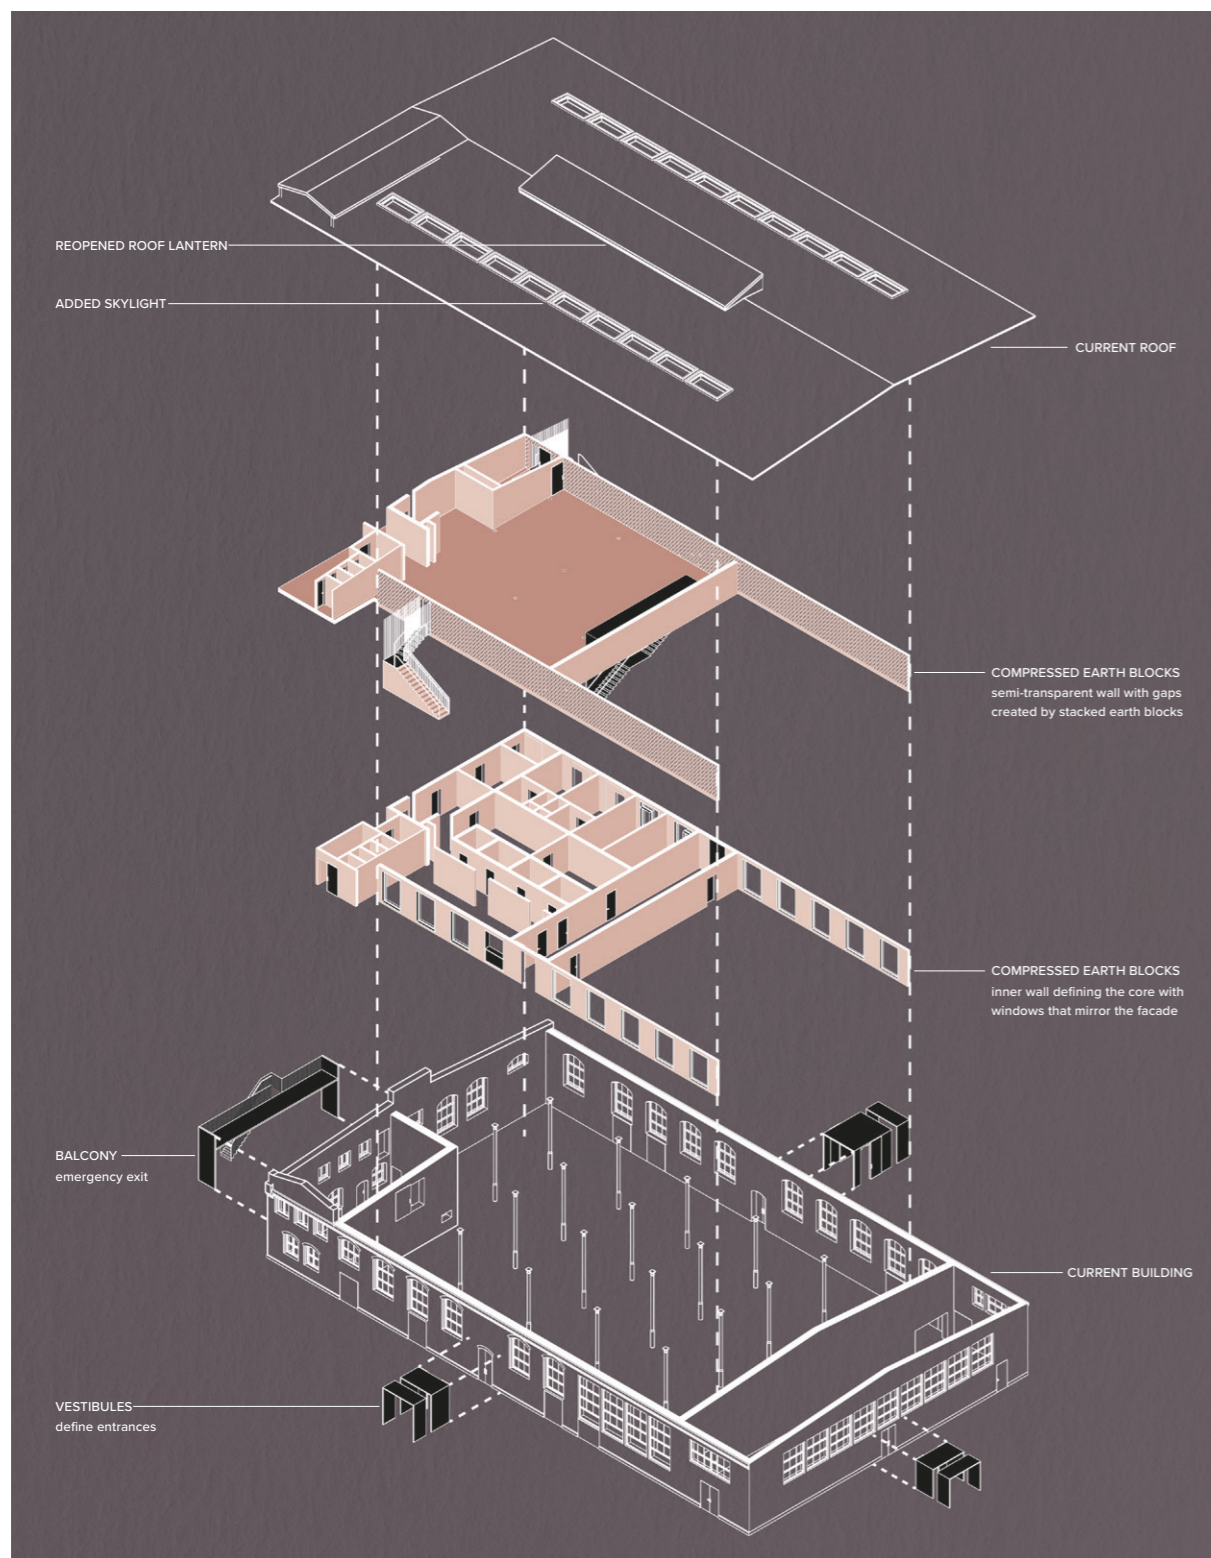 REOPENED ROOF LANTERN
ADDED SKYLIGHT
CURRENT ROOF
COMPRESSED EARTH BLOCKS
semi-transparent wall with gaps
created by stacked earth blocks
COMPRESSED EARTH BLOCKS
inner wall defining the core with
windows that mirror the facade
BALCONY
emergency exit
CURRENT BUILDING
VESTIBULES
define entrances